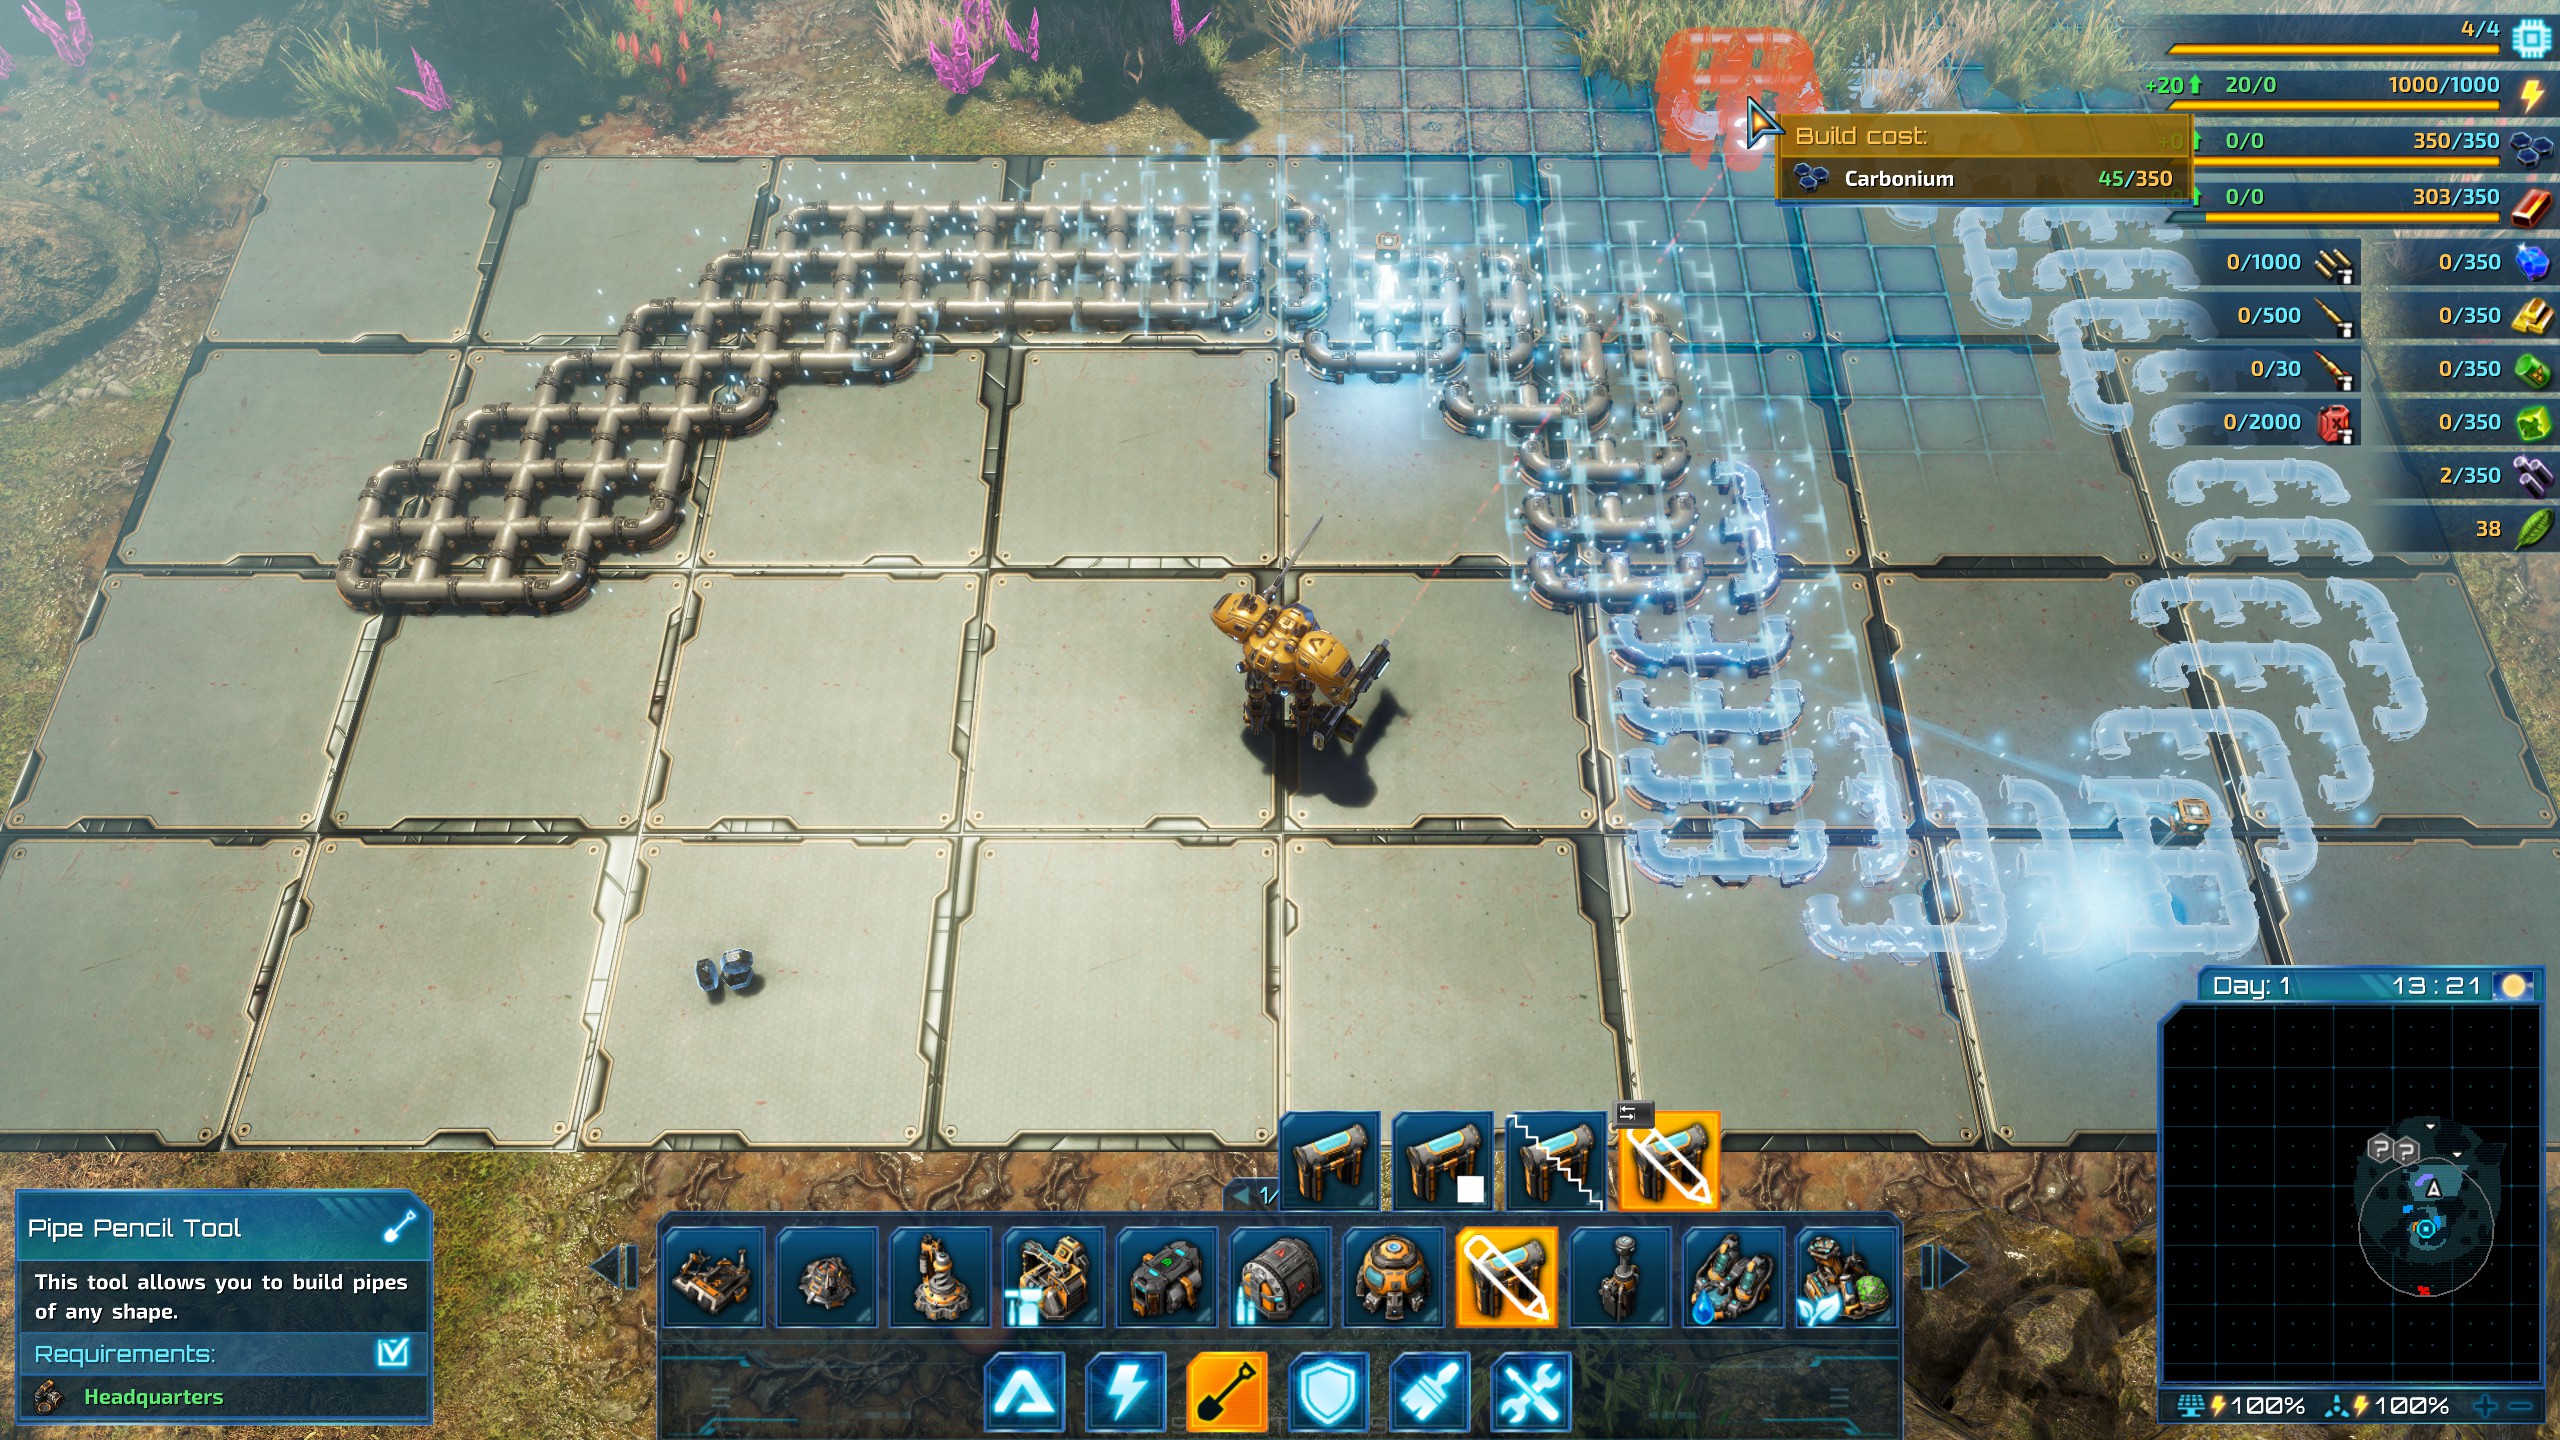 4/4
+20 20/0 1000/1000
+0 0/0 350/350
0/0 303/350
Build cost:
Carbonium 45/350
0/1000 0/350
0/500 0/350
0/30 0/350
0/2000 0/350
2/350
38
Day: 1 13:21
? ?
A
1/
Pipe Pencil Tool
This tool allows you to build pipes
of any shape.
Requirements:
Headquarters
100% 100%